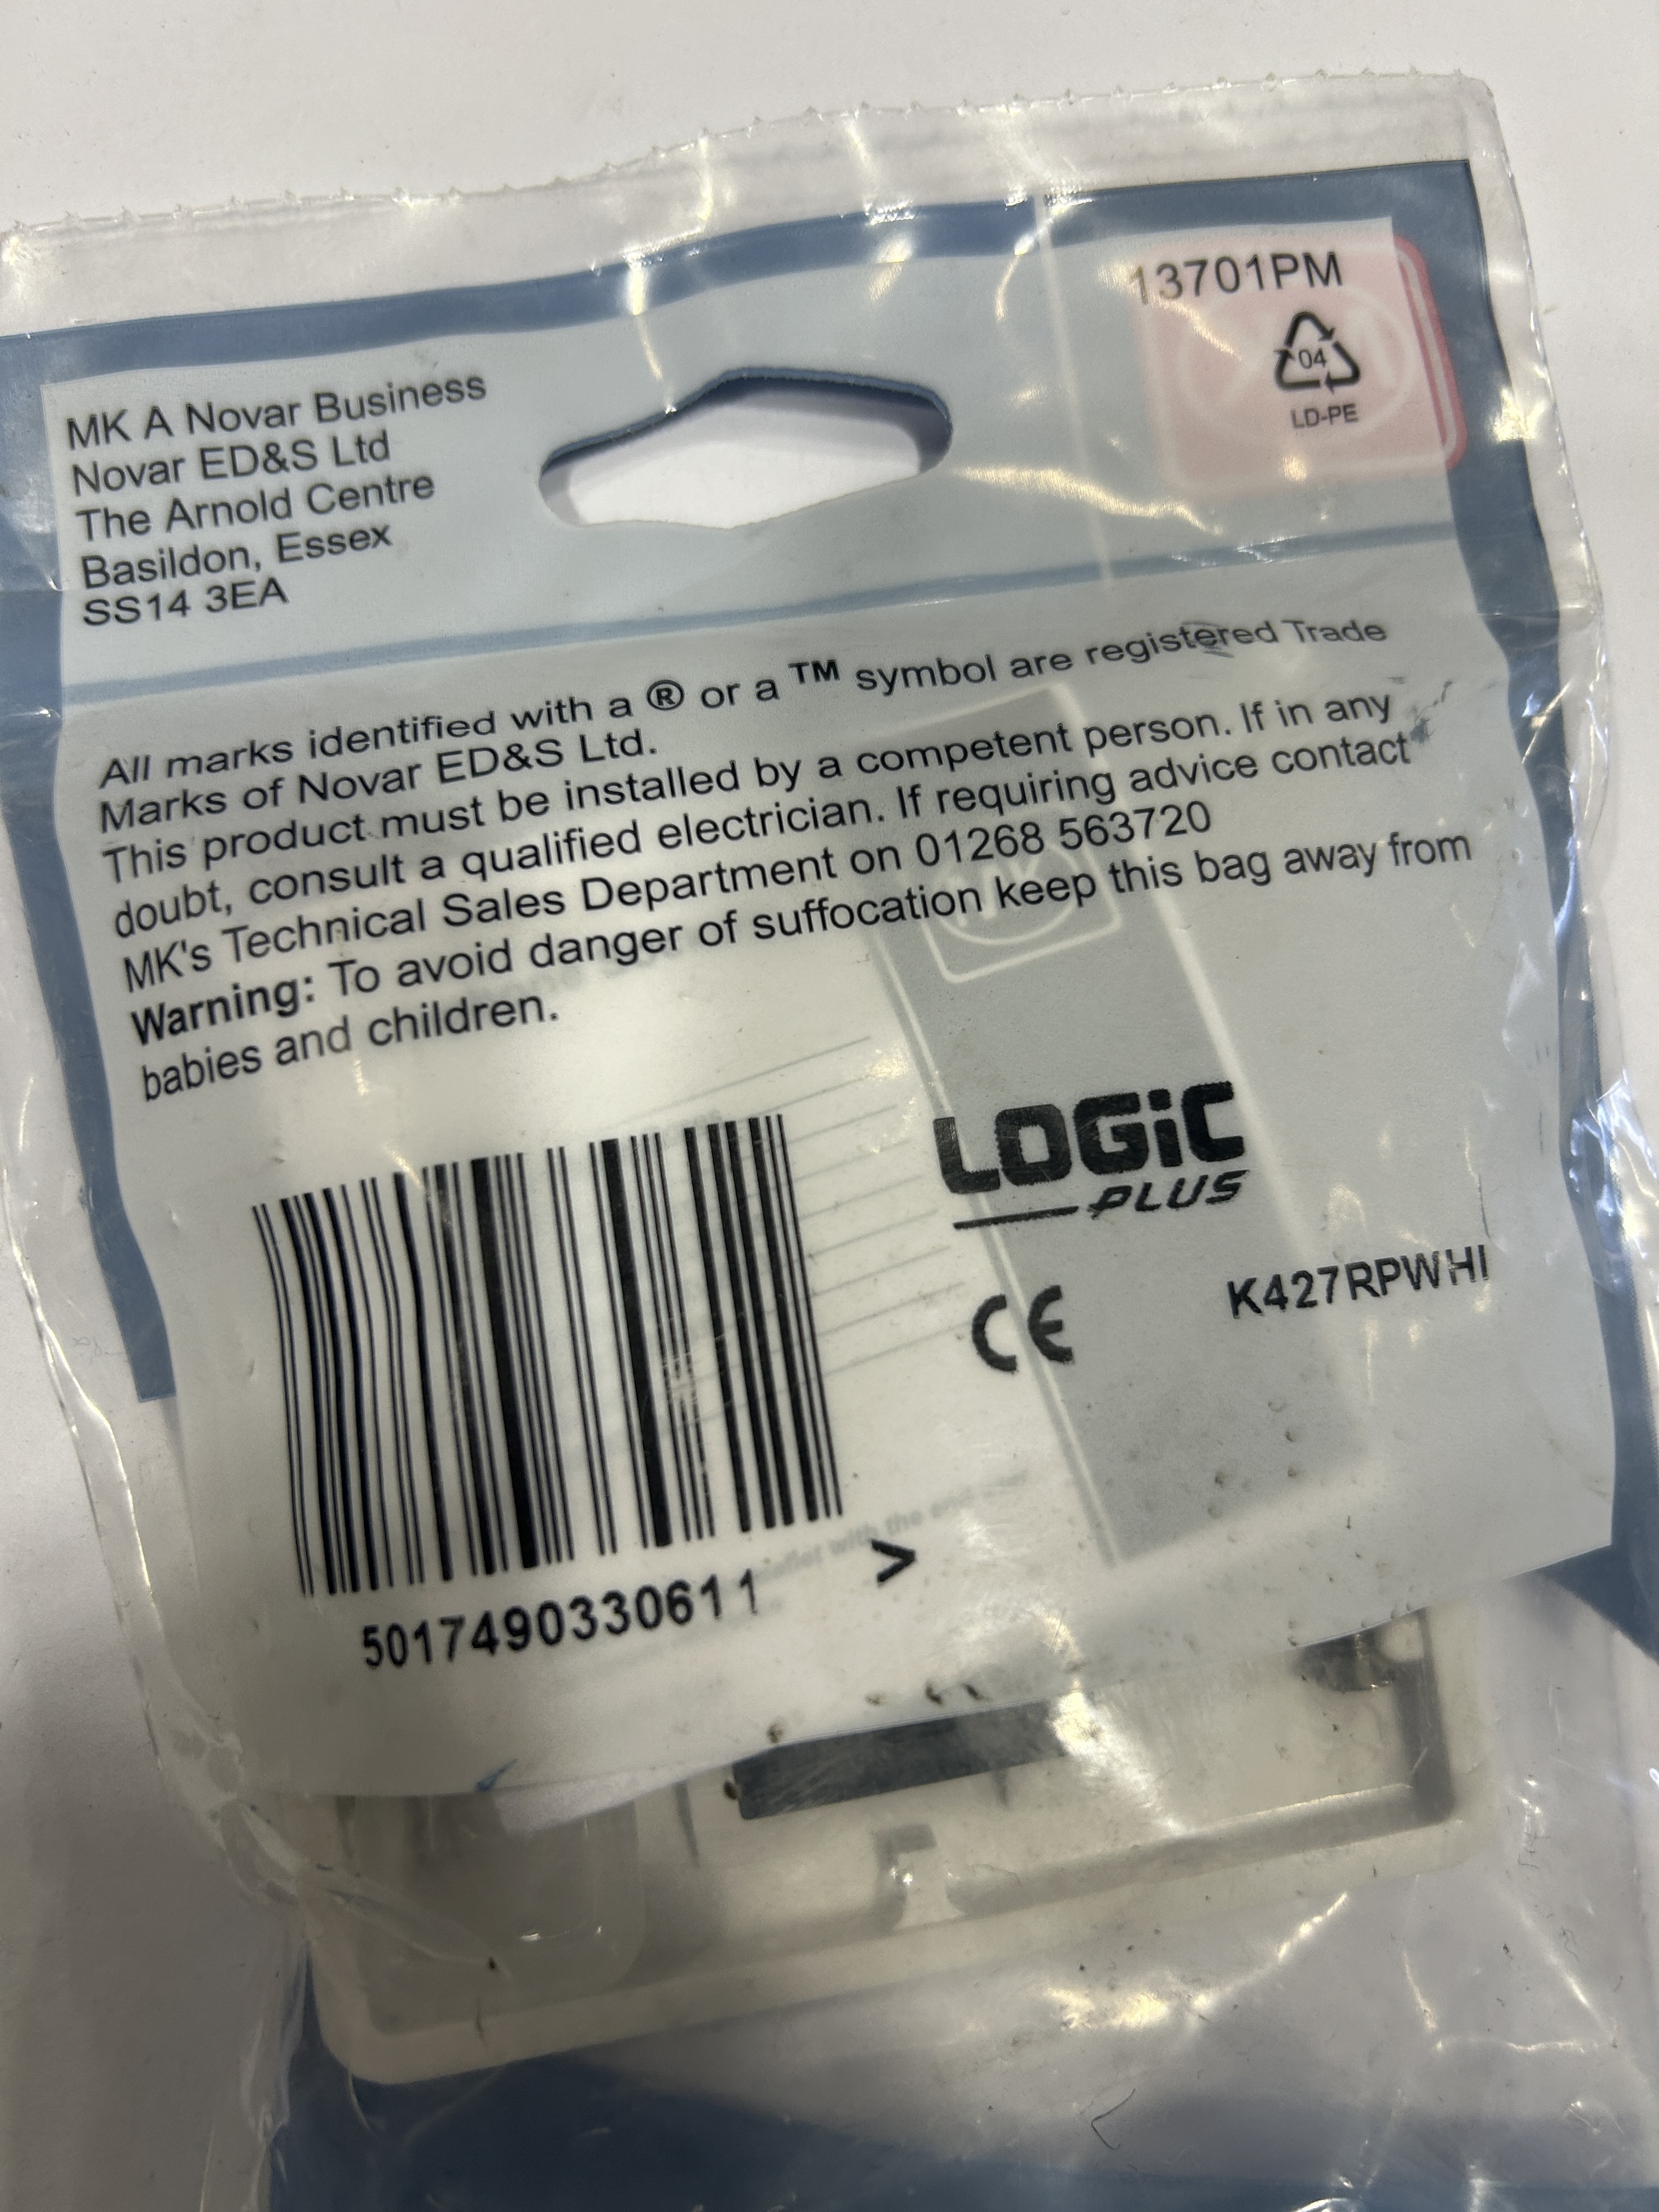 13701PM
04
LD-PE
MK A Novar Business
Novar ED&S Ltd
The Arnold Centre
Basildon, Essex
SS14 3EA
All marks identified with a ® or a ™ symbol are registered Trade
Marks of Novar ED&S Ltd.
This product must be installed by a competent person. If in any
doubt, consult a qualified electrician. If requiring advice contact
MK's Technical Sales Department on 01268 563720
Warning: To avoid danger of suffocation keep this bag away from
babies and children.
LOGiC
PLUS
CE
K427RPWHI
5017490330611 >